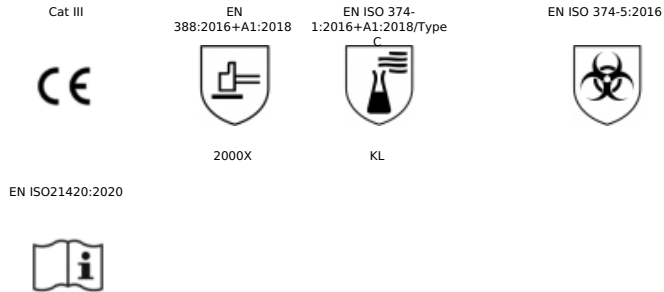 Cat III
EN
388:2016+A1:2018
EN ISO 374-
1:2016+A1:2018/Type
C
EN ISO 374-5:2016
CE
2000X
KL
EN ISO21420:2020
i